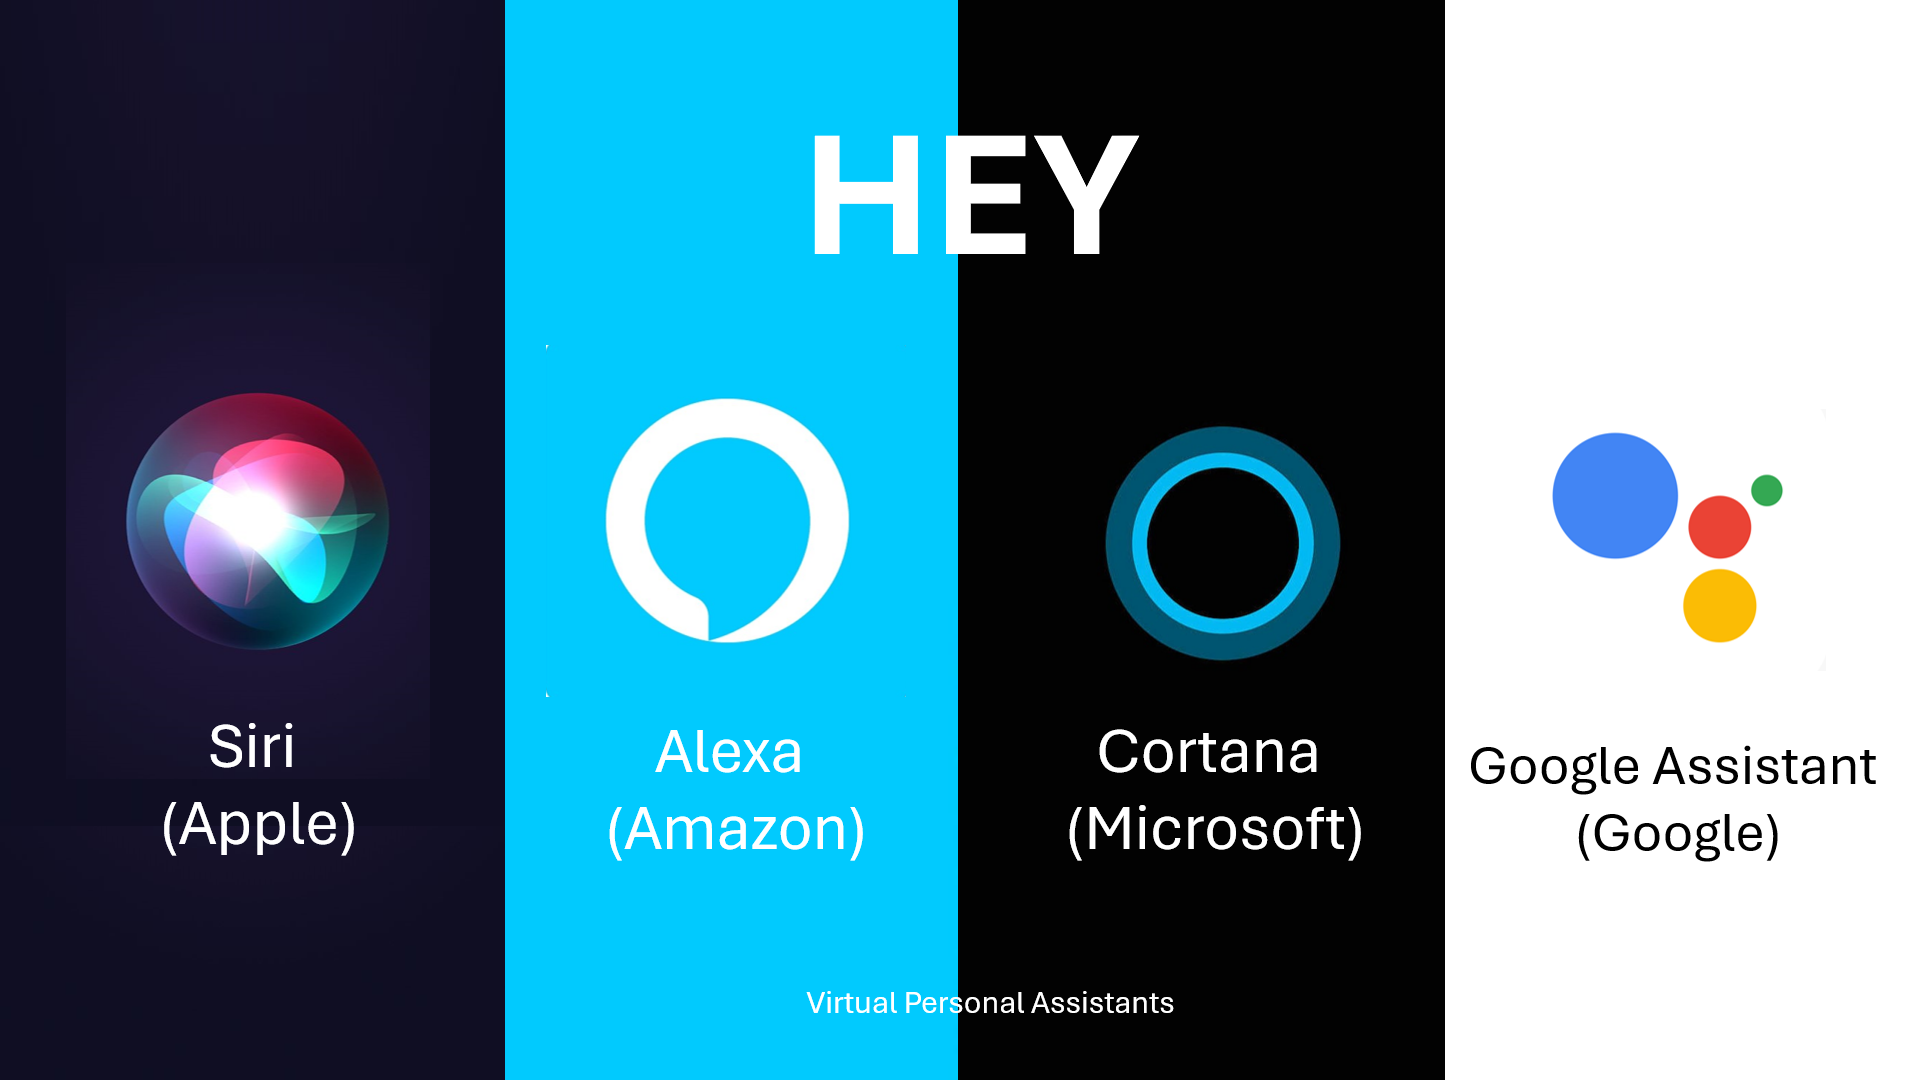 HEY
Siri
(Apple)
Alexa
(Amazon)
Cortana
(Microsoft)
Google Assistant
(Google)
Virtual Personal Assistants